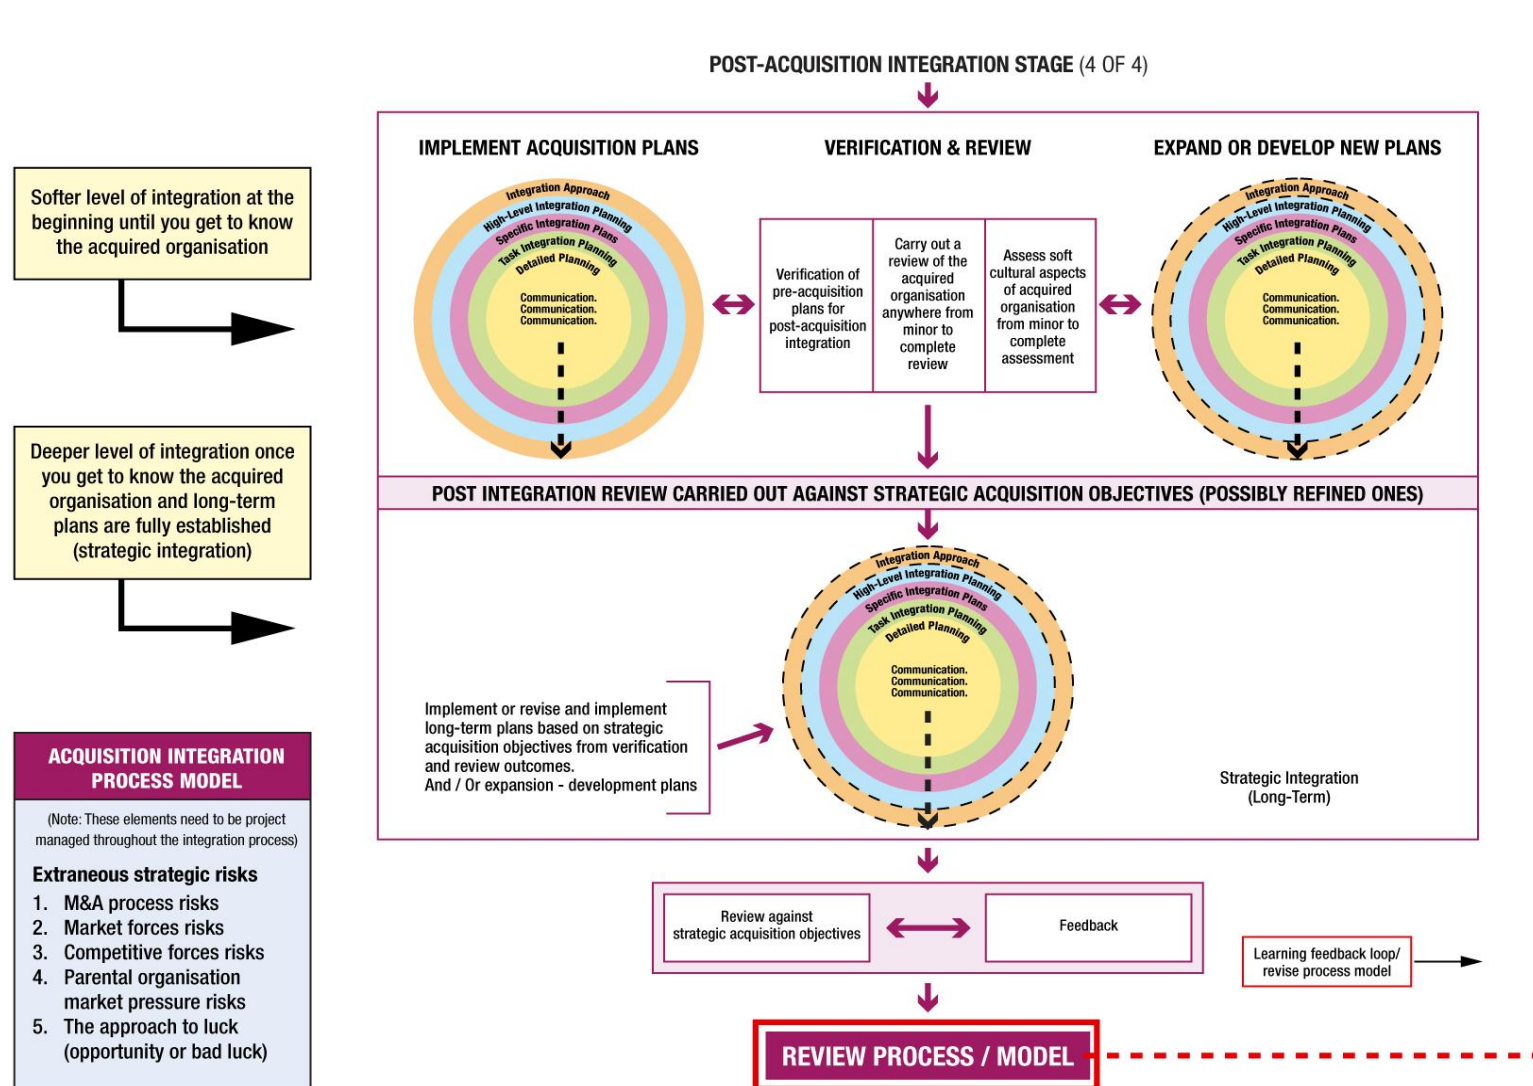 POST-ACQUISITION INTEGRATION STAGE (4 OF 4)
IMPLEMENT ACQUISITION PLANS
VERIFICATION & REVIEW
EXPAND OR DEVELOP NEW PLANS
Softer level of integration at the
beginning until you get to know
the acquired organisation
Integration Approach
High-Level Integration Planning
Specific Integration Plans
Task Integration Planning
Detailed Planning
Communication.
Communication.
Communication.
Verification of
pre-acquisition
plans for
post-acquisition
integration
Carry out a
review of the
acquired
organisation
anywhere from
minor to
complete
review
Assess soft
cultural aspects
of acquired
organisation
from minor to
complete
assessment
Integration Approach
High-Level Integration Planning
Specific Integration Plans
Task Integration Planning
Detailed Planning
Communication.
Communication.
Communication.
Deeper level of integration once
you get to know the acquired
organisation and long-term
plans are fully established
(strategic integration)
POST INTEGRATION REVIEW CARRIED OUT AGAINST STRATEGIC ACQUISITION OBJECTIVES (POSSIBLY REFINED ONES)
Integration Approach
High-Level Integration Planning
Specific Integration Plans
Task Integration Planning
Detailed Planning
Communication.
Communication.
Communication.
Implement or revise and implement
long-term plans based on strategic
acquisition objectives from verification
and review outcomes.
And / Or expansion - development plans
Strategic Integration
(Long-Term)
ACQUISITION INTEGRATION
PROCESS MODEL
(Note: These elements need to be project
managed throughout the integration process)
Extraneous strategic risks
1. M&A process risks
2. Market forces risks
3. Competitive forces risks
4. Parental organisation
market pressure risks
5. The approach to luck
(opportunity or bad luck)
Review against
strategic acquisition objectives
Feedback
Learning feedback loop/
revise process model
REVIEW PROCESS / MODEL